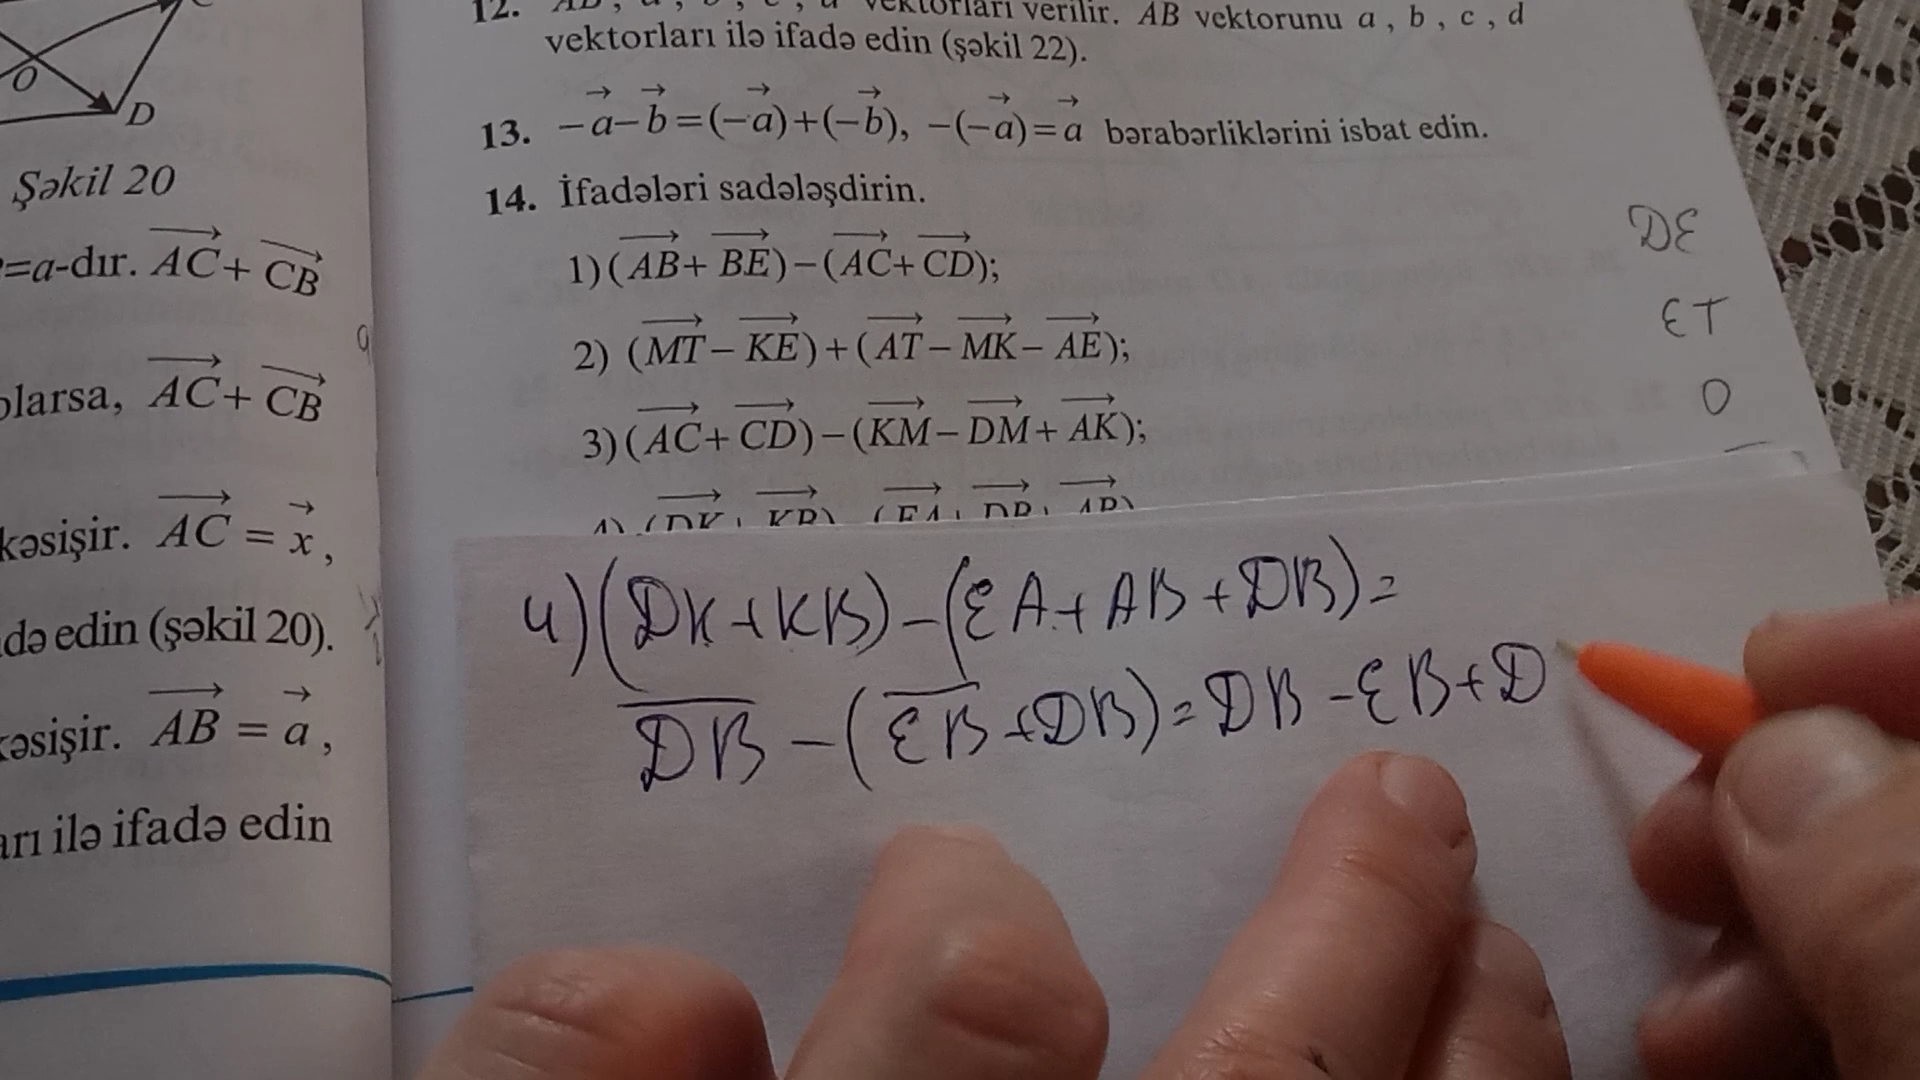 O
D
Şəkil 20
=a-dır. AC + CB
olarsa, AC + CB
kəsişir. AC = x,
edin (şəkil 20).
AB = a,
ilə ifadə edin
12. vektorları verilir. AB vektorunu a, b, c, d
vektorları ilə ifadə edin (şəkil 22).
13. −a−b=(−a)+(−b), −(−a)=a bərabərliklərini isbat edin.
14. İfadələri sadələşdirin.
1) (AB+ BE)−(AC+CD);
2) (MT− KE)+(AT−MK− AE);
3) (AC+CD)−(KM−DM+ AK);
DE
ET
O
4) (DK+KB)−(EA+AB+DB)=
DB−(EB+DB)=DB−EB+D